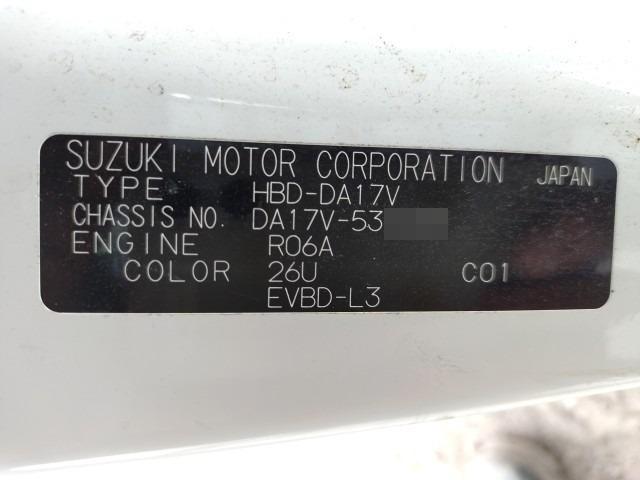 SUZUKI MOTOR CORPORATION JAPAN
TYPE HBD-DA17V
CHASSIS NO. DA17V-53
ENGINE R06A
COLOR 26U C01
EVBD-L3